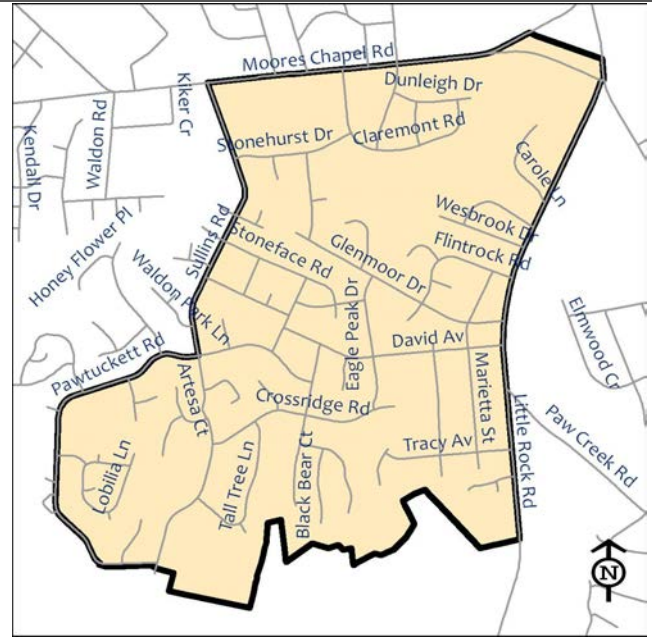 Moores Chapel Rd
Dunleigh Dr
Kiker Cr
Waldon Rd
Kendall Dr
Stonehurst Dr
Claremont Rd
Carole Ln
Wesbrook Dr
Sullins Rd
Stoneface Rd
Glenmoor Dr
Flintrock Rd
Honey Flower Pl
Waldon Park Ln
Eagle Peak Dr
Elmwood Cr
David Av
Pawtuckett Rd
Artesa Ct
Marietta St
Crossridge Rd
Little Rock Rd
Paw Creek Rd
Tracy Av
Lobilia Ln
Tall Tree Ln
Black Bear Ct
N